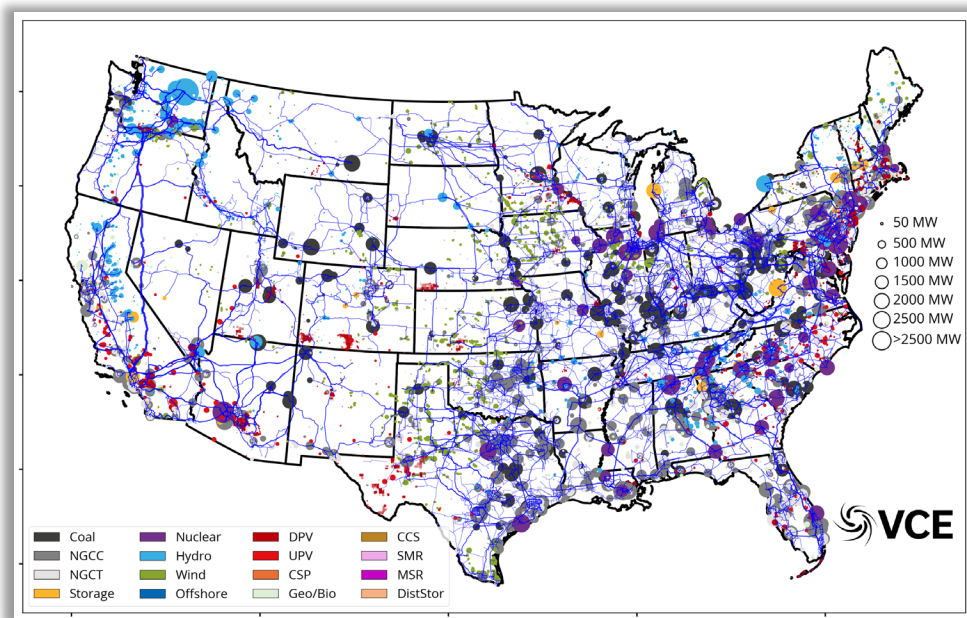 50 MW
500 MW
1000 MW
1500 MW
2000 MW
2500 MW
>2500 MW
VCE
Coal Nuclear DPV CCS
NGCC Hydro UPV SMR
NGCT Wind CSP MSR
Storage Offshore Geo/Bio DistStor